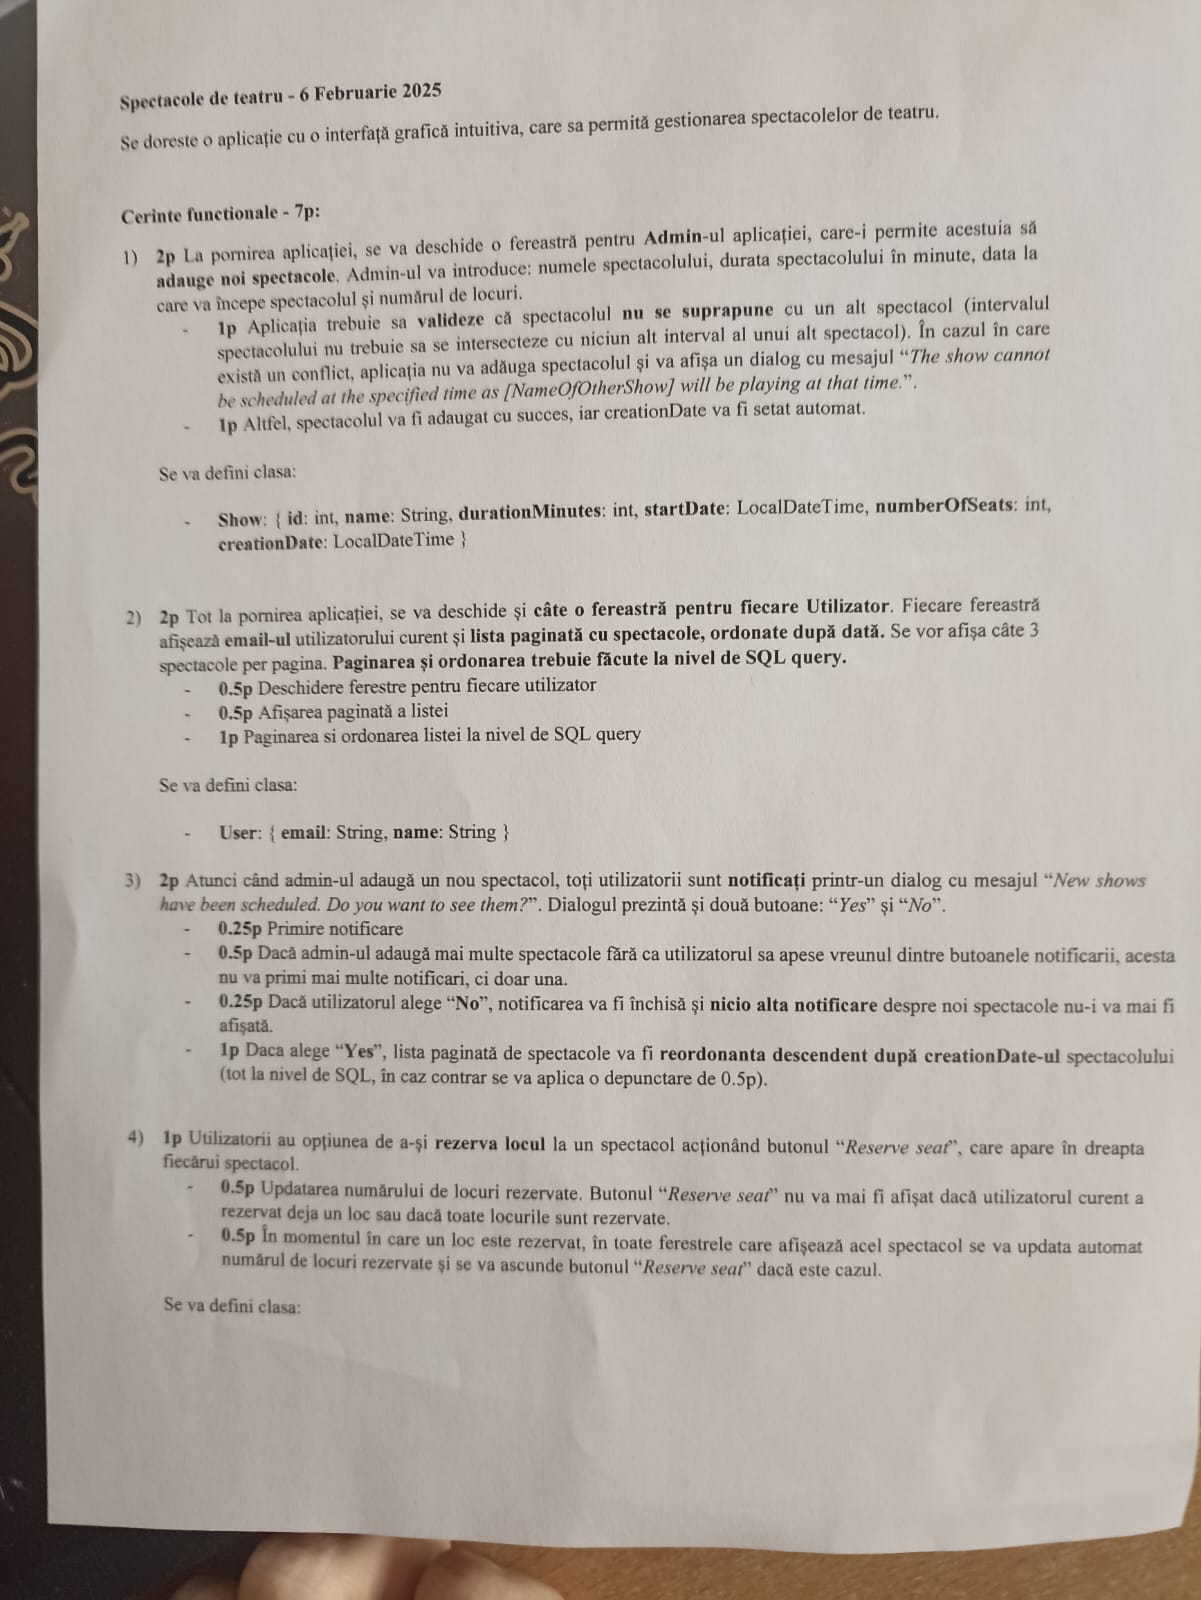 Spectacole de teatru - 6 Februarie 2025
Se doreste o aplicație cu o interfață grafică intuitiva, care sa permită gestionarea spectacolelor de teatru.
Cerinte functionale - 7p:
1) 2p La pornirea aplicației, se va deschide o fereastră pentru Admin-ul aplicației, care-i permite acestuia să
adauge noi spectacole. Admin-ul va introduce: numele spectacolului, durata spectacolului în minute, data la
care va începe spectacolul și numărul de locuri.
- 1p Aplicația trebuie sa valideze că spectacolul nu se suprapune cu un alt spectacol (intervalul
spectacolului nu trebuie sa se intersecteze cu niciun alt interval al unui alt spectacol). În cazul în care
există un conflict, aplicația nu va adăuga spectacolul și va afișa un dialog cu mesajul “The show cannot
be scheduled at the specified time as [NameOfOtherShow] will be playing at that time.”.
- 1p Altfel, spectacolul va fi adaugat cu succes, iar creationDate va fi setat automat.
Se va defini clasa:
- Show: { id: int, name: String, durationMinutes: int, startDate: LocalDateTime, numberOfSeats: int,
creationDate: LocalDateTime }
2) 2p Tot la pornirea aplicației, se va deschide și câte o fereastră pentru fiecare Utilizator. Fiecare fereastră
afișează email-ul utilizatorului curent și lista paginată cu spectacole, ordonate după dată. Se vor afișa câte 3
spectacole per pagina. Paginarea și ordonarea trebuie făcute la nivel de SQL query.
- 0.5p Deschidere ferestre pentru fiecare utilizator
- 0.5p Afișarea paginată a listei
- 1p Paginarea si ordonarea listei la nivel de SQL query
Se va defini clasa:
- User: { email: String, name: String }
3) 2p Atunci când admin-ul adaugă un nou spectacol, toți utilizatorii sunt notificați printr-un dialog cu mesajul “New shows
have been scheduled. Do you want to see them?”. Dialogul prezintă și două butoane: “Yes” și “No”.
- 0.25p Primire notificare
- 0.5p Dacă admin-ul adaugă mai multe spectacole fără ca utilizatorul sa apese vreunul dintre butoanele notificarii, acesta
nu va primi mai multe notificari, ci doar una.
- 0.25p Dacă utilizatorul alege “No”, notificarea va fi închisă și nicio alta notificare despre noi spectacole nu-i va mai fi
afișată.
- 1p Daca alege “Yes”, lista paginată de spectacole va fi reordonanta descendent după creationDate-ul spectacolului
(tot la nivel de SQL, în caz contrar se va aplica o depunctare de 0.5p).
4) 1p Utilizatorii au opțiunea de a-și rezerva locul la un spectacol acționând butonul “Reserve seat”, care apare în dreapta
fiecărui spectacol.
- 0.5p Updatarea numărului de locuri rezervate. Butonul “Reserve seat” nu va mai fi afișat dacă utilizatorul curent a
rezervat deja un loc sau dacă toate locurile sunt rezervate.
- 0.5p În momentul în care un loc este rezervat, în toate ferestrele care afișează acel spectacol se va updata automat
numărul de locuri rezervate și se va ascunde butonul “Reserve seat” dacă este cazul.
Se va defini clasa: